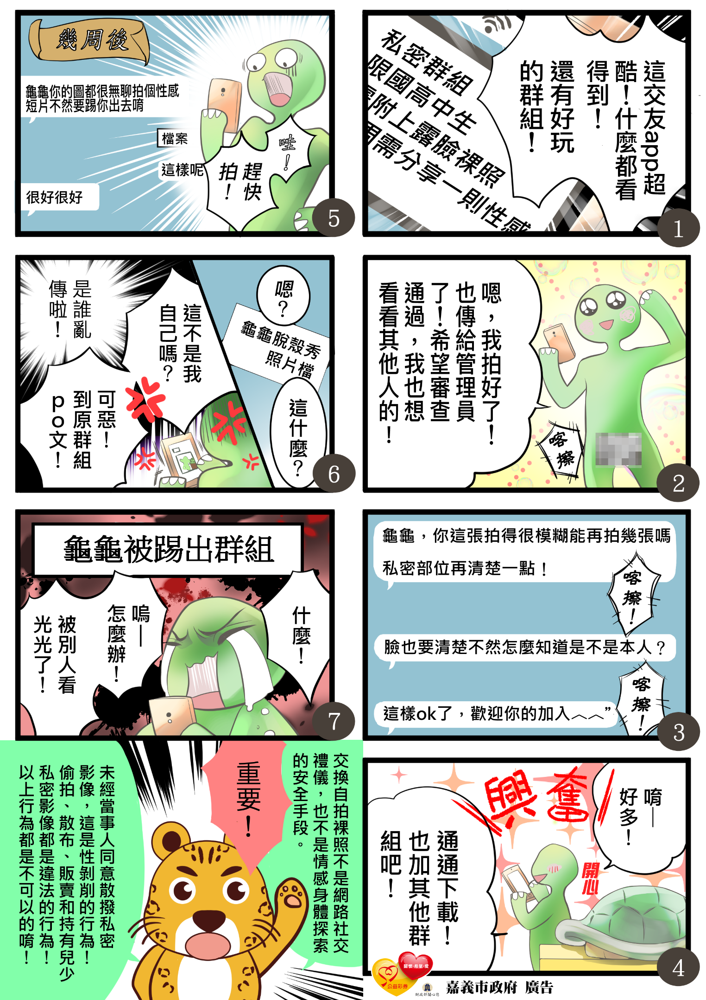 這交友app超
酷！什麼都看
得到！
還有好玩
的群組！
私密群組
限國高中生
附上露臉裸照
需分享一則性感
1
嗯，我拍好了！
也傳給管理員
了！希望審查
通過，我也想
看看其他人的！
喀擦
2
龜龜，你這張拍得很模糊能再拍幾張嗎
私密部位再清楚一點！
喀擦！
臉也要清楚不然怎麼知道是不是本人？
喀擦！
這樣ok了，歡迎你的加入︿︿”
3
唷—
好多！
興奮
開心
通通下載！
也加其他群
組吧！
4
幾周後
龜龜你的圖都很無聊拍個性感
短片不然要踢你出去唷
檔案
這樣呢
很好很好
哇！
趕快
拍！
5
嗯？
龜龜脫殼秀
照片檔
這什麼？
這不是我
自己嗎？
是誰亂
傳啦！
可惡！
到原群組
po文！
6
龜龜被踢出群組
什麼！
嗚—
怎麼辦！
被別人看
光光了！
7
交換自拍裸照不是網路社交
禮儀，也不是情感身體探索
的安全手段。
重要！
未經當事人同意散撥私密
影像，這是性剝削的行為！
偷拍、散布、販賣和持有兒少
私密影像都是違法的行為！
以上行為都是不可以的唷！
關懷‧希望‧愛
公益彩券
財政部關心您
嘉義市政府 廣告